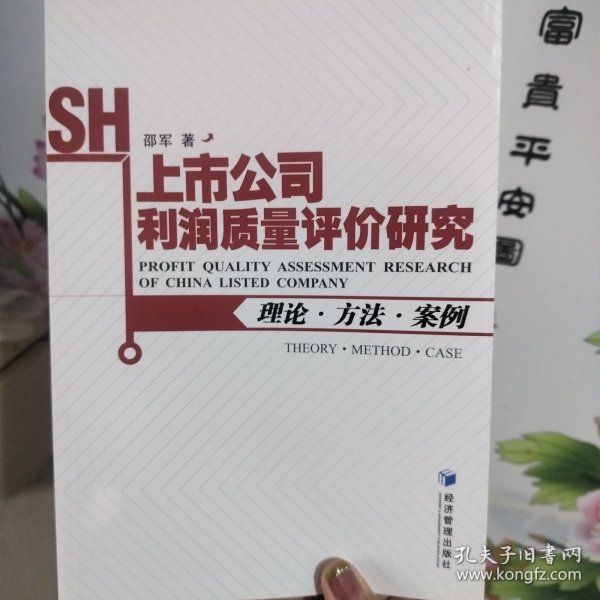 SH
邵军 著
上市公司
利润质量评价研究
PROFIT QUALITY ASSESSMENT RESEARCH
OF CHINA LISTED COMPANY
理论·方法·案例
THEORY·METHOD·CASE
经济管理出版社
富貴平安圖
孔夫子旧书网
www.kongfz.com